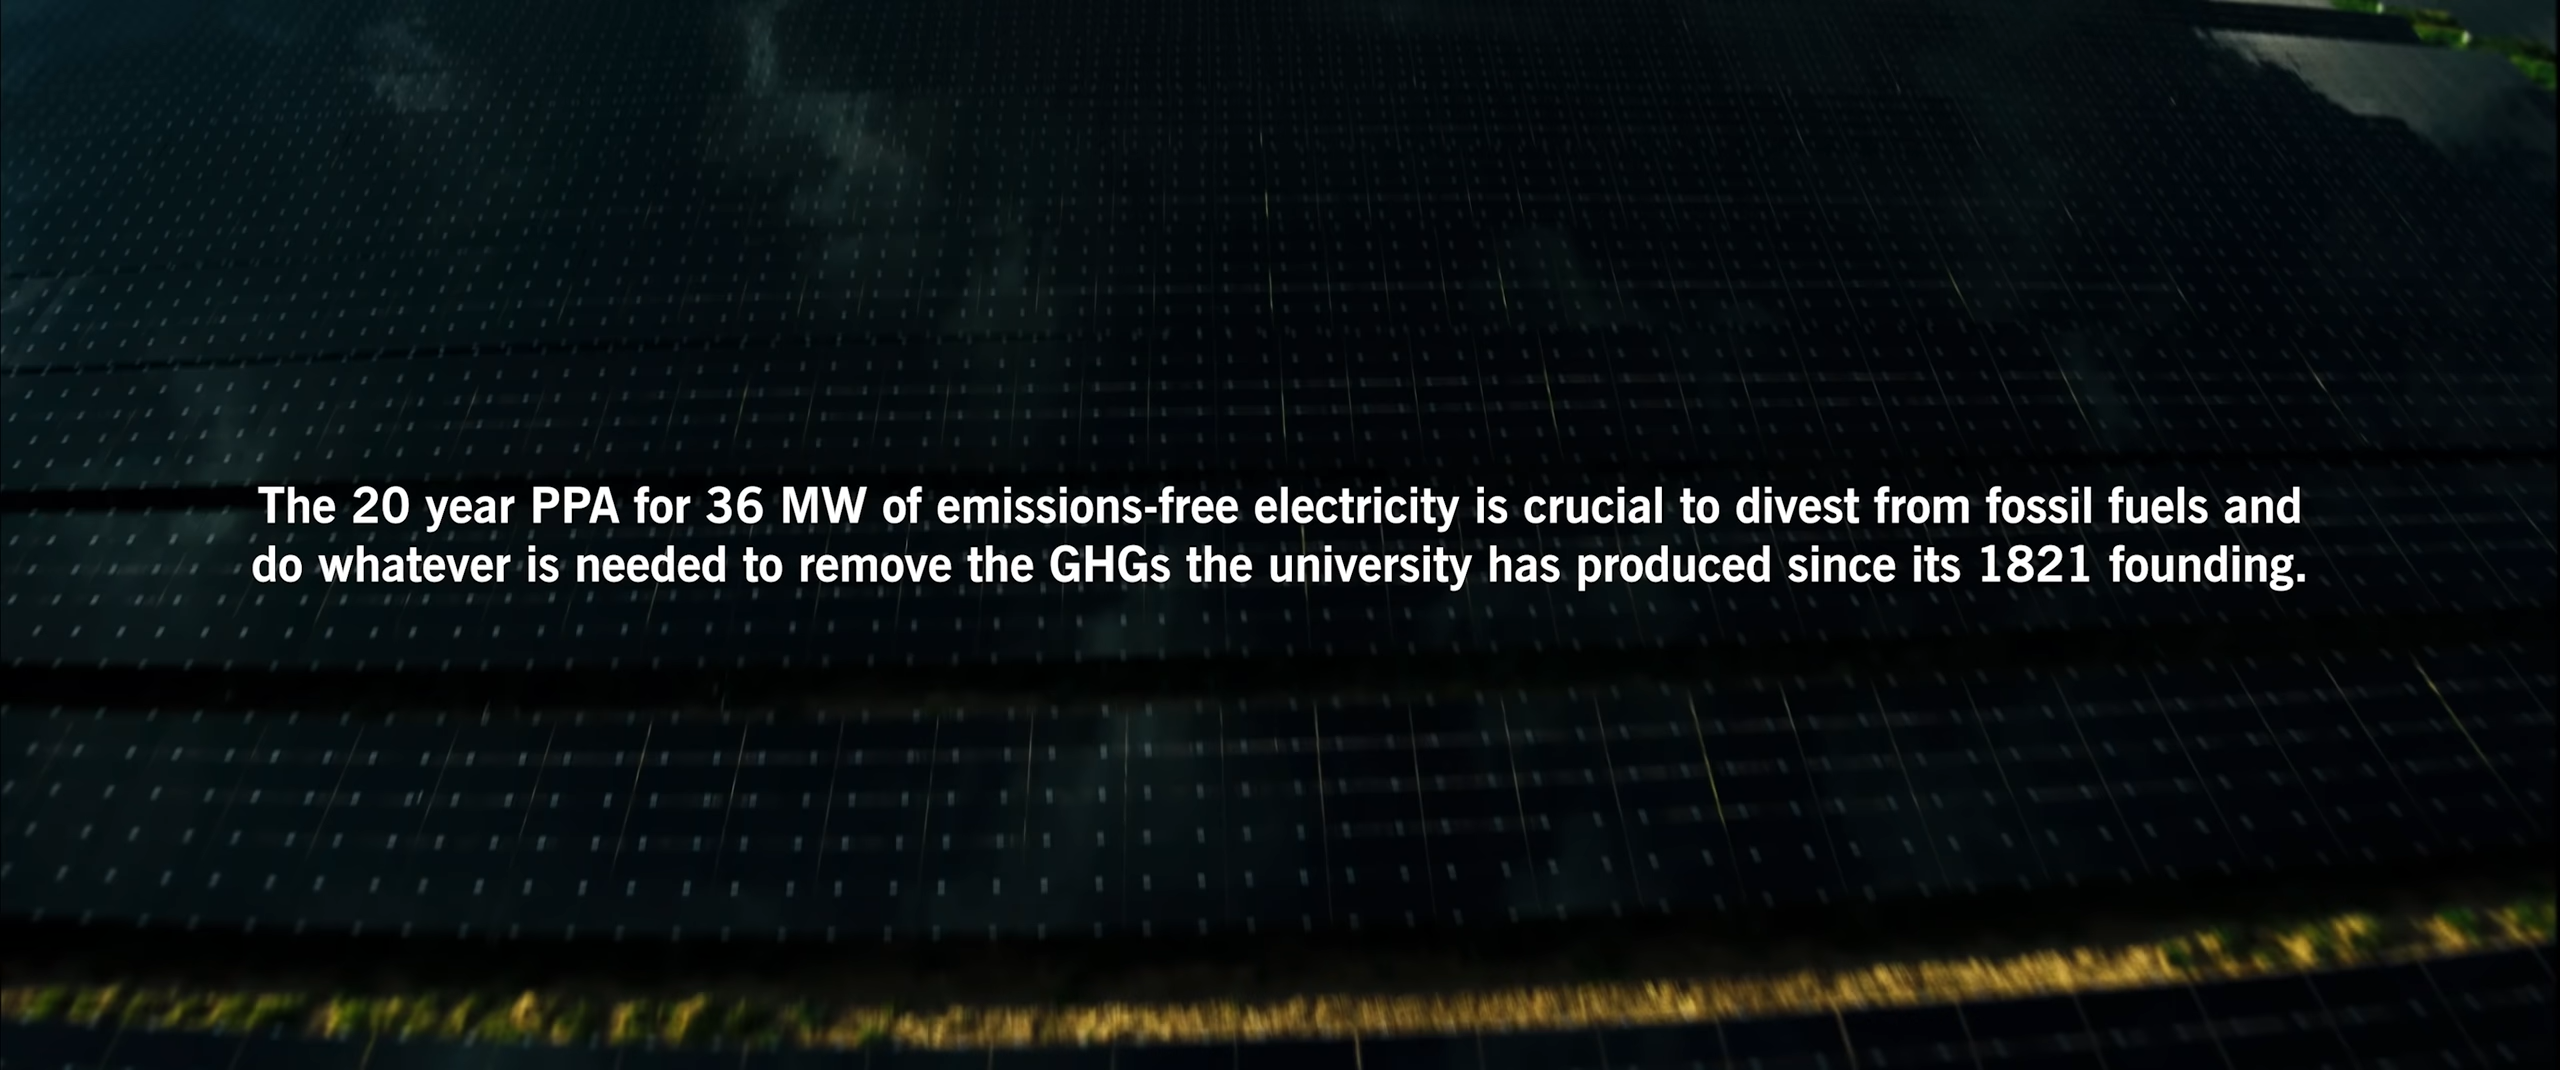 The 20 year PPA for 36 MW of emissions-free electricity is crucial to divest from fossil fuels and
do whatever is needed to remove the GHGs the university has produced since its 1821 founding.